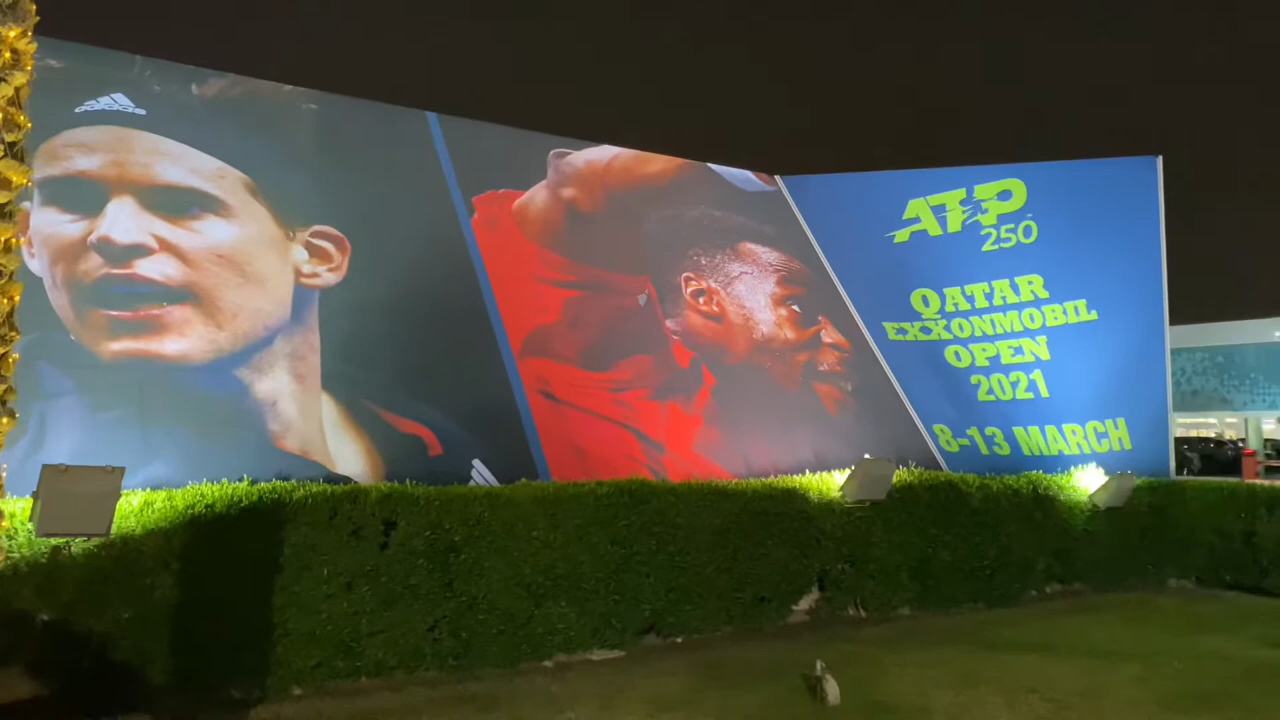 adidas
ATP
250
QATAR
EXXONMOBIL
OPEN
2021
8-13 MARCH